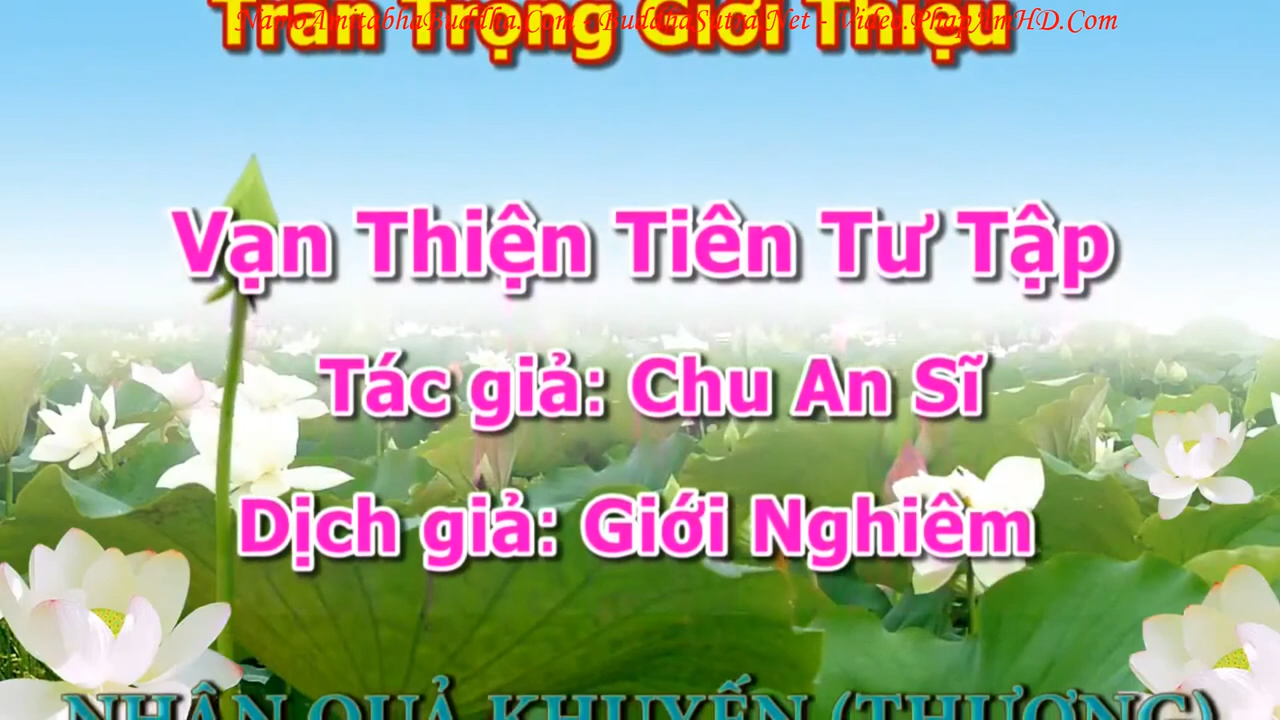 NamoAmitabhaBuddha.Com - BuddhaSutra.Net - Video.PhapAmHD.Com
Trân Trọng Giới Thiệu
Vạn Thiện Tiên Tư Tập
Tác giả: Chu An Sĩ
Dịch giả: Giới Nghiêm
NHÂN QUẢ KHUYẾN (THƯỢNG)